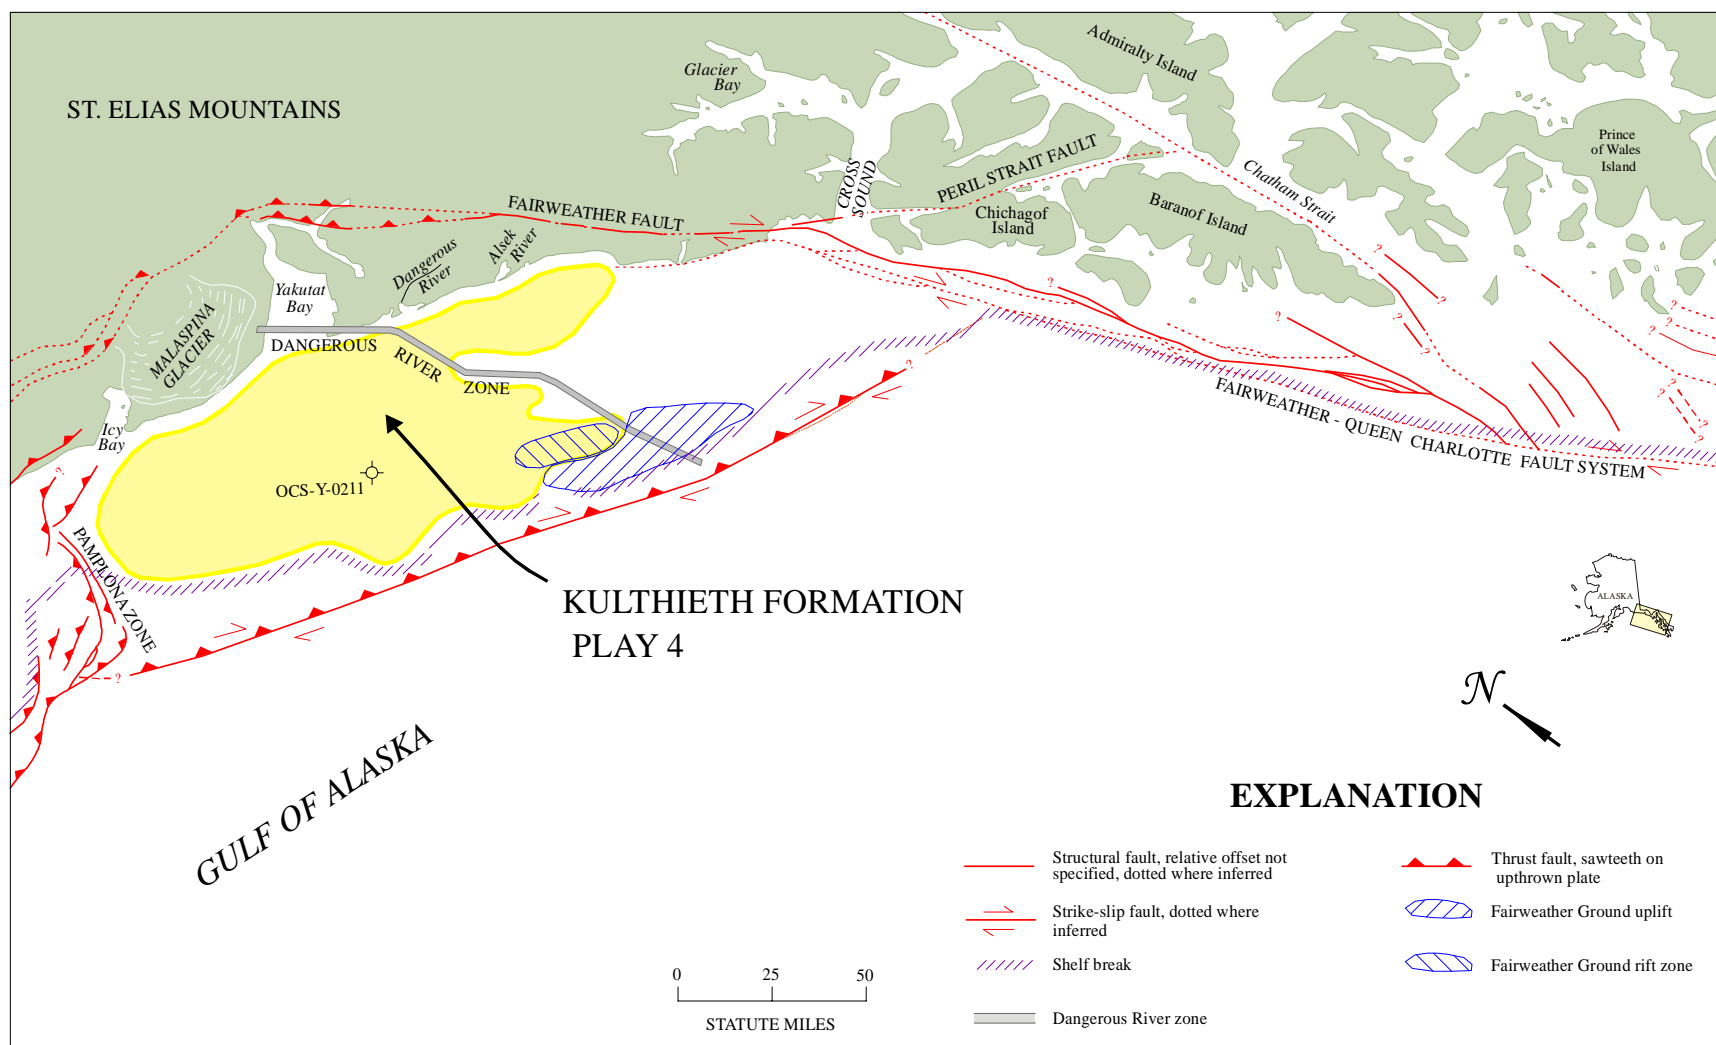 ST. ELIAS MOUNTAINS
Glacier
Bay
Admiralty Island
Prince
of Wales
Island
CROSS
SOUND
PERIL STRAIT FAULT
Chatham Strait
FAIRWEATHER FAULT
Chichagof
Island
Baranof Island
Dangerous
River
Alsek
River
Yakutat
Bay
MALASPINA
GLACIER
DANGEROUS
RIVER
ZONE
Icy
Bay
OCS-Y-0211
PAMPLONA ZONE
FAIRWEATHER - QUEEN CHARLOTTE FAULT SYSTEM
?
?
?
?
?
?
?
?
?
?
?
?
?
?
KULTHIETH FORMATION
PLAY 4
ALASKA
N
GULF OF ALASKA
EXPLANATION
Structural fault, relative offset not
specified, dotted where inferred
Strike-slip fault, dotted where
inferred
Shelf break
Dangerous River zone
Thrust fault, sawteeth on
upthrown plate
Fairweather Ground uplift
Fairweather Ground rift zone
0 25 50
STATUTE MILES